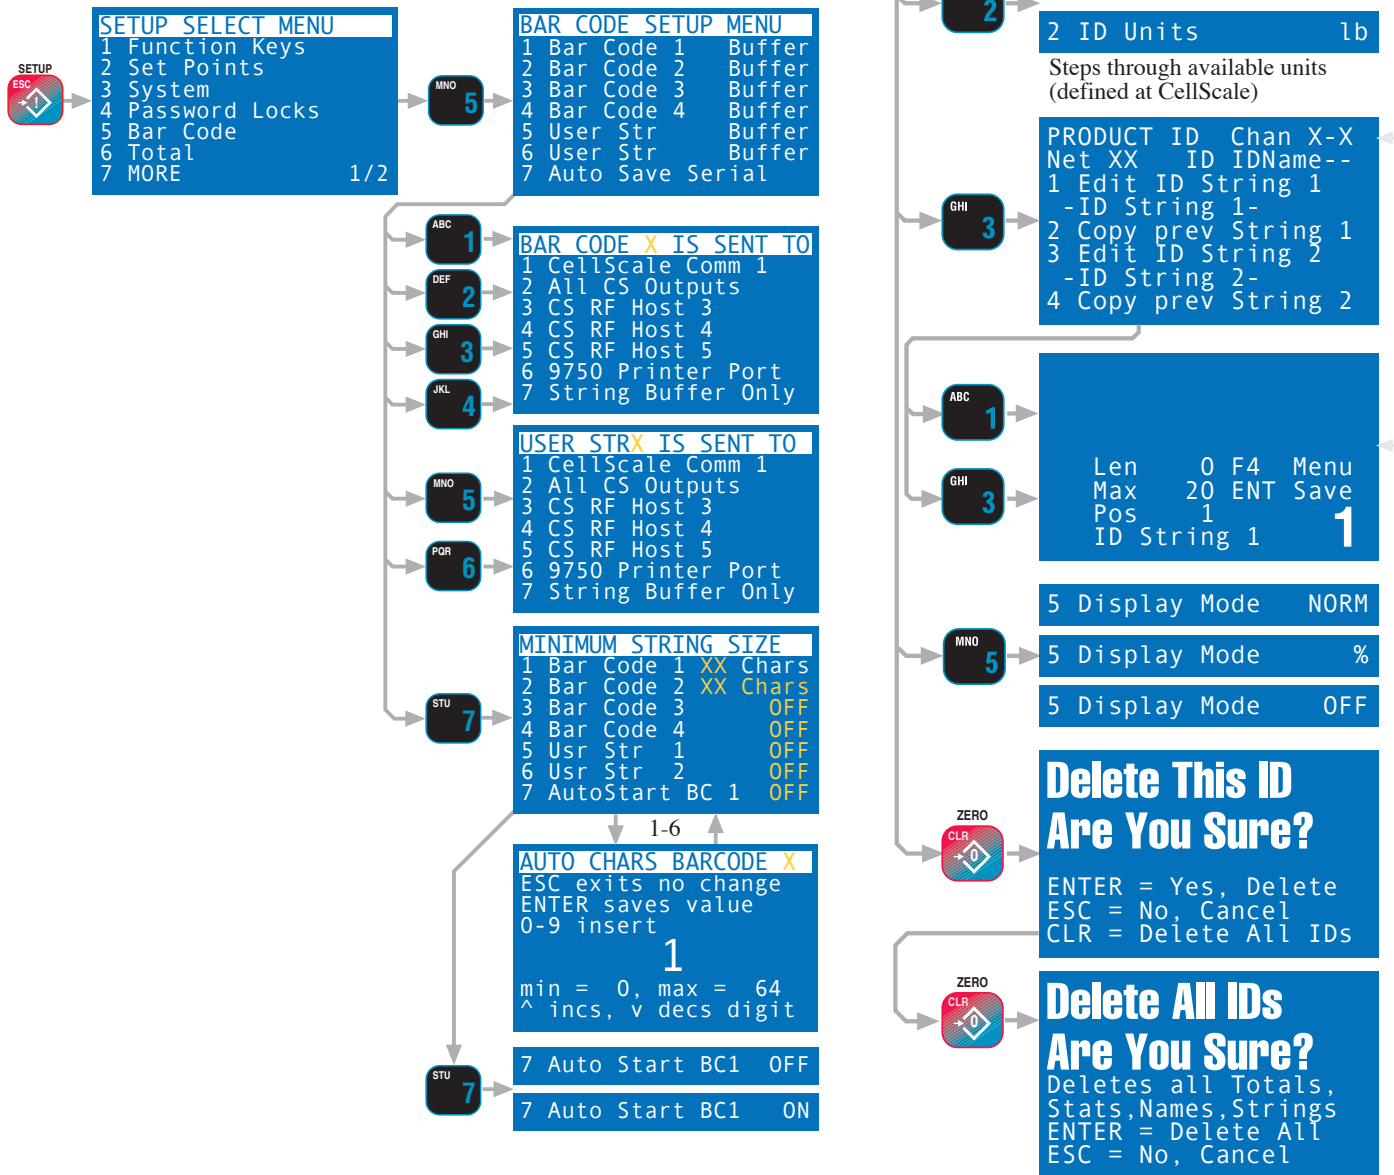 SETUP
ESC
SETUP SELECT MENU
1 Function Keys
2 Set Points
3 System
4 Password Locks
5 Bar Code
6 Total
7 MORE 1/2
MNO
5
BAR CODE SETUP MENU
1 Bar Code 1 Buffer
2 Bar Code 2 Buffer
3 Bar Code 3 Buffer
4 Bar Code 4 Buffer
5 User Str Buffer
6 User Str Buffer
7 Auto Save Serial
ABC
1
DEF
2
GHI
3
JKL
4
BAR CODE X IS SENT TO
1 CellScale Comm 1
2 All CS Outputs
3 CS RF Host 3
4 CS RF Host 4
5 CS RF Host 5
6 9750 Printer Port
7 String Buffer Only
MNO
5
PQR
6
USER STRX IS SENT TO
1 CellScale Comm 1
2 All CS Outputs
3 CS RF Host 3
4 CS RF Host 4
5 CS RF Host 5
6 9750 Printer Port
7 String Buffer Only
STU
7
MINIMUM STRING SIZE
1 Bar Code 1 XX Chars
2 Bar Code 2 XX Chars
3 Bar Code 3 OFF
4 Bar Code 4 OFF
5 Usr Str 1 OFF
6 Usr Str 2 OFF
7 AutoStart BC 1 OFF
1-6
AUTO CHARS BARCODE X
ESC exits no change
ENTER saves value
0-9 insert
1
min = 0, max = 64
^ incs, v decs digit
STU
7
7 Auto Start BC1 OFF
7 Auto Start BC1 ON
2
2 ID Units lb
Steps through available units
(defined at CellScale)
GHI
3
PRODUCT ID Chan X-X
Net XX ID IDName--
1 Edit ID String 1
-ID String 1-
2 Copy prev String 1
3 Edit ID String 2
-ID String 2-
4 Copy prev String 2
ABC
1
GHI
3
Len 0 F4 Menu
Max 20 ENT Save
Pos 1
ID String 1 1
MNO
5
5 Display Mode NORM
5 Display Mode %
5 Display Mode OFF
ZERO
CLR
0
Delete This ID
Are You Sure?
ENTER = Yes, Delete
ESC = No, Cancel
CLR = Delete All IDs
ZERO
CLR
0
Delete All IDs
Are You Sure?
Deletes all Totals,
Stats,Names,Strings
ENTER = Delete All
ESC = No, Cancel